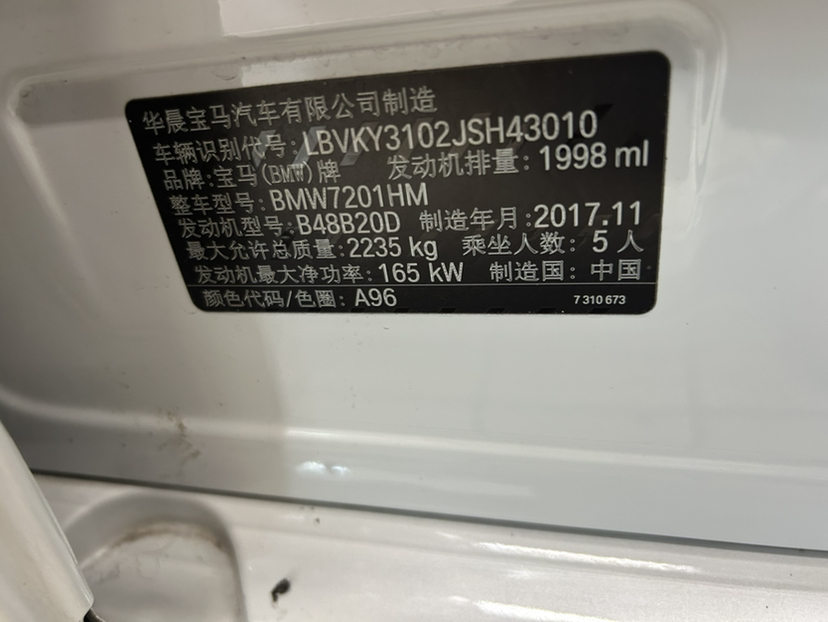 华晨宝马汽车有限公司制造
车辆识别代号:LBVKY3102JSH43010
品牌:宝马(BMW)牌 发动机排量:1998 ml
整车型号:BMW7201HM
发动机型号:B48B20D 制造年月:2017.11
最大允许总质量:2235 kg 乘坐人数:5 人
发动机最大净功率:165 kW 制造国:中国
颜色代码/色圈:A96 7 310 673